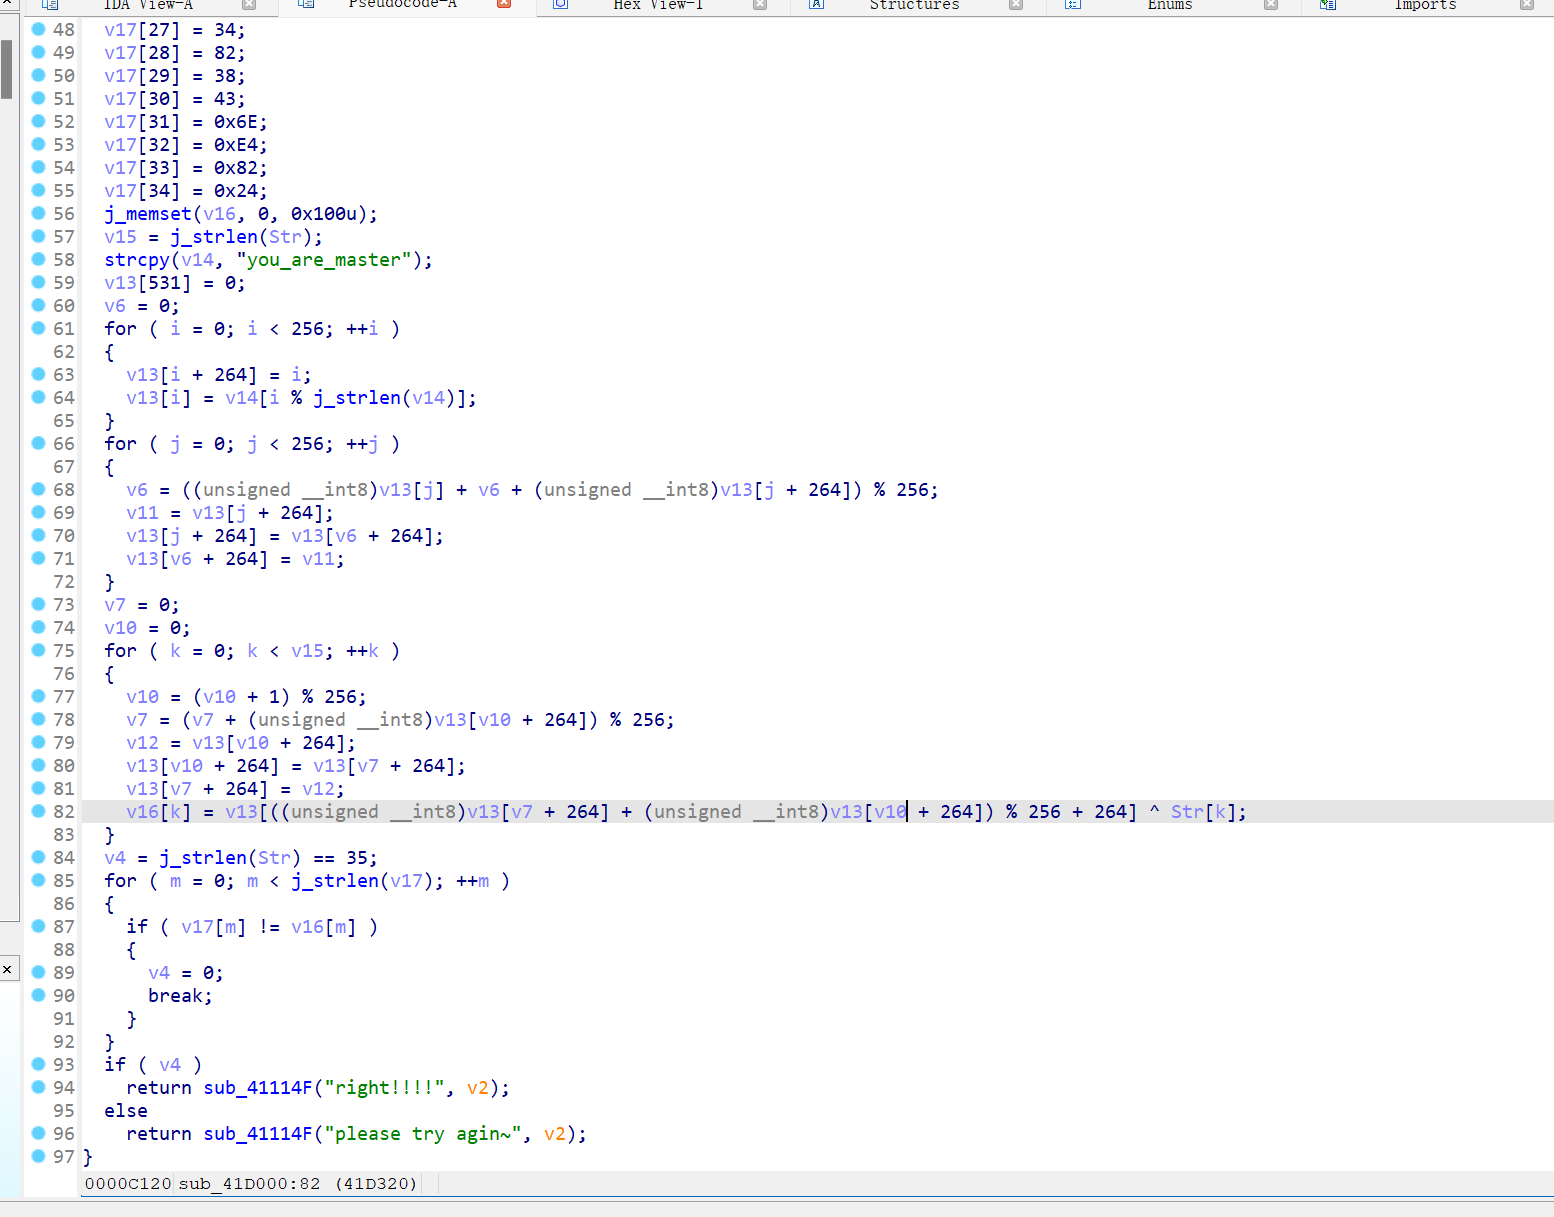 IDA View-A Pseudocode-A Hex View-1 Structures Enums Imports
48 v17[27] = 34;
49 v17[28] = 82;
50 v17[29] = 38;
51 v17[30] = 43;
52 v17[31] = 0x6E;
53 v17[32] = 0xE4;
54 v17[33] = 0x82;
55 v17[34] = 0x24;
56 j_memset(v16, 0, 0x100u);
57 v15 = j_strlen(Str);
58 strcpy(v14, "you_are_master");
59 v13[531] = 0;
60 v6 = 0;
61 for ( i = 0; i < 256; ++i )
62 {
63 v13[i + 264] = i;
64 v13[i] = v14[i % j_strlen(v14)];
65 }
66 for ( j = 0; j < 256; ++j )
67 {
68 v6 = ((unsigned __int8)v13[j] + v6 + (unsigned __int8)v13[j + 264]) % 256;
69 v11 = v13[j + 264];
70 v13[j + 264] = v13[v6 + 264];
71 v13[v6 + 264] = v11;
72 }
73 v7 = 0;
74 v10 = 0;
75 for ( k = 0; k < v15; ++k )
76 {
77 v10 = (v10 + 1) % 256;
78 v7 = (v7 + (unsigned __int8)v13[v10 + 264]) % 256;
79 v12 = v13[v10 + 264];
80 v13[v10 + 264] = v13[v7 + 264];
81 v13[v7 + 264] = v12;
82 v16[k] = v13[((unsigned __int8)v13[v7 + 264] + (unsigned __int8)v13[v10 + 264]) % 256 + 264] ^ Str[k];
83 }
84 v4 = j_strlen(Str) == 35;
85 for ( m = 0; m < j_strlen(v17); ++m )
86 {
87 if ( v17[m] != v16[m] )
88 {
89 v4 = 0;
90 break;
91 }
92 }
93 if ( v4 )
94 return sub_41114F("right!!!!", v2);
95 else
96 return sub_41114F("please try agin~", v2);
97 }
0000C120 sub_41D000:82 (41D320)